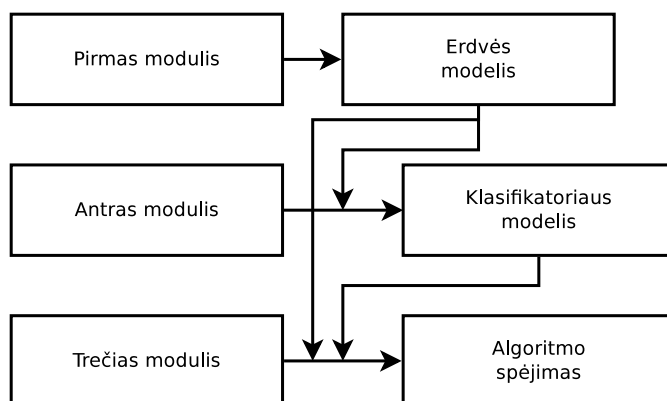 Pirmas modulis
Erdvės
modelis
Antras modulis
Klasifikatoriaus
modelis
Trečias modulis
Algoritmo
spėjimas